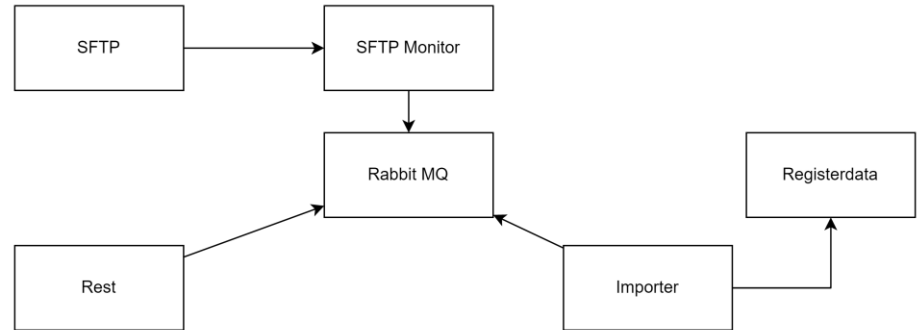 SFTP
SFTP Monitor
Rabbit MQ
Registerdata
Rest
Importer